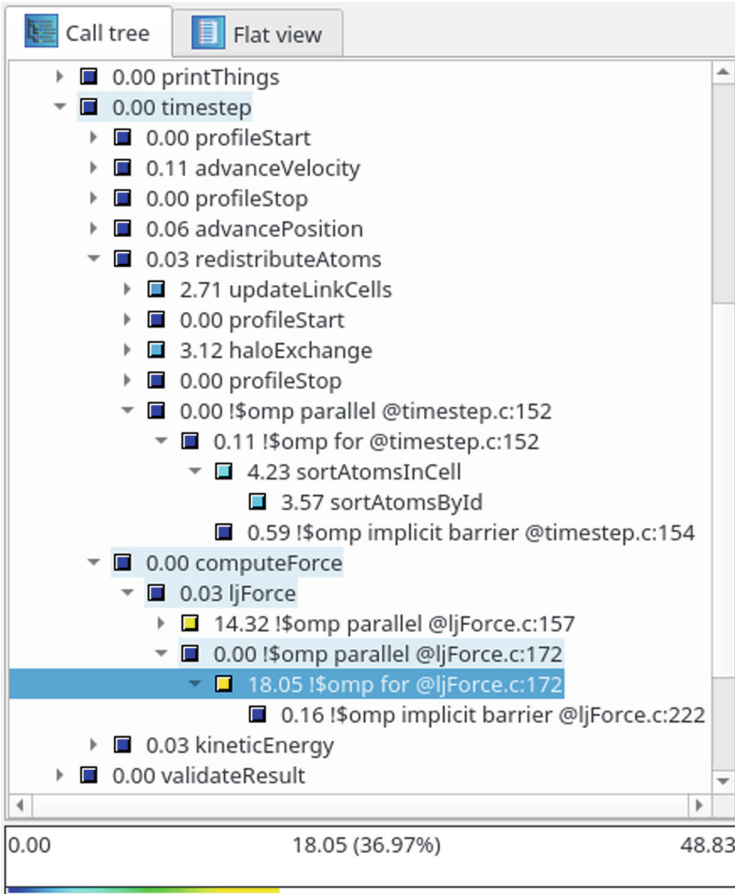 Call tree Flat view
0.00 printThings
0.00 timestep
0.00 profileStart
0.11 advanceVelocity
0.00 profileStop
0.06 advancePosition
0.03 redistributeAtoms
2.71 updateLinkCells
0.00 profileStart
3.12 haloExchange
0.00 profileStop
0.00 !$omp parallel @timestep.c:152
0.11 !$omp for @timestep.c:152
4.23 sortAtomsInCell
3.57 sortAtomsById
0.59 !$omp implicit barrier @timestep.c:154
0.00 computeForce
0.03 ljForce
14.32 !$omp parallel @ljForce.c:157
0.00 !$omp parallel @ljForce.c:172
18.05 !$omp for @ljForce.c:172
0.16 !$omp implicit barrier @ljForce.c:222
0.03 kineticEnergy
0.00 validateResult
0.00 18.05 (36.97%) 48.83